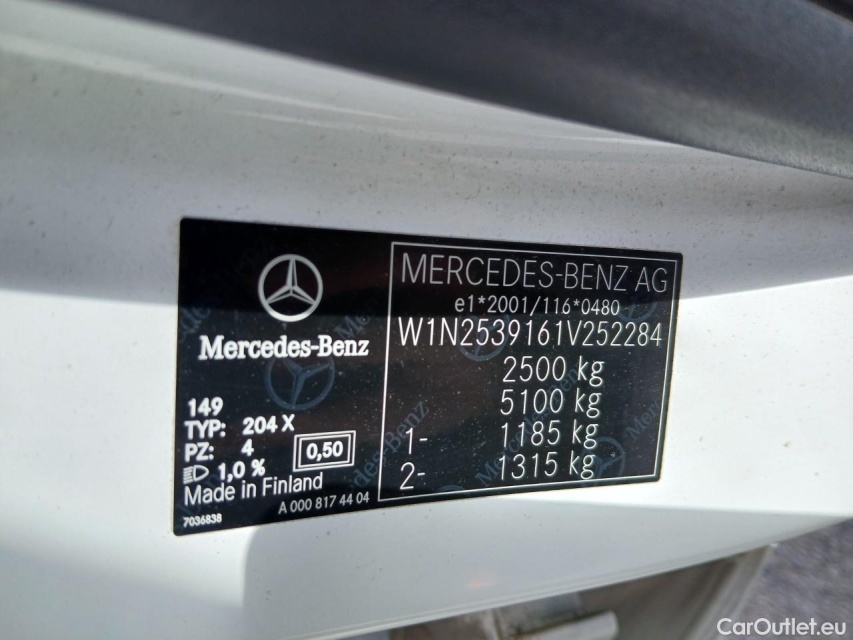 Mercedes-Benz
149
TYP: 204 X
PZ: 4
0,50
1,0 %
Made in Finland
A 000 817 44 04
7036838
MERCEDES-BENZ AG
e1*2001/116*0480
W1N2539161V252284
2500 kg
5100 kg
1- 1185 kg
2- 1315 kg
CarOutlet.eu